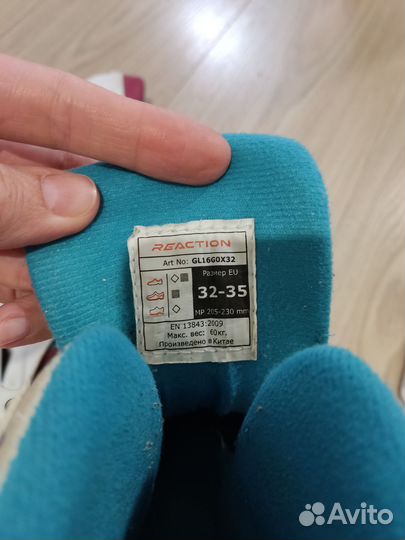 REACTION
Art No: GL16G0X32
Размер EU
32-35
MP 205-230 mm
EN 13843:2009
Макс. вес: 60кг,
Произведено в Китае
Avito